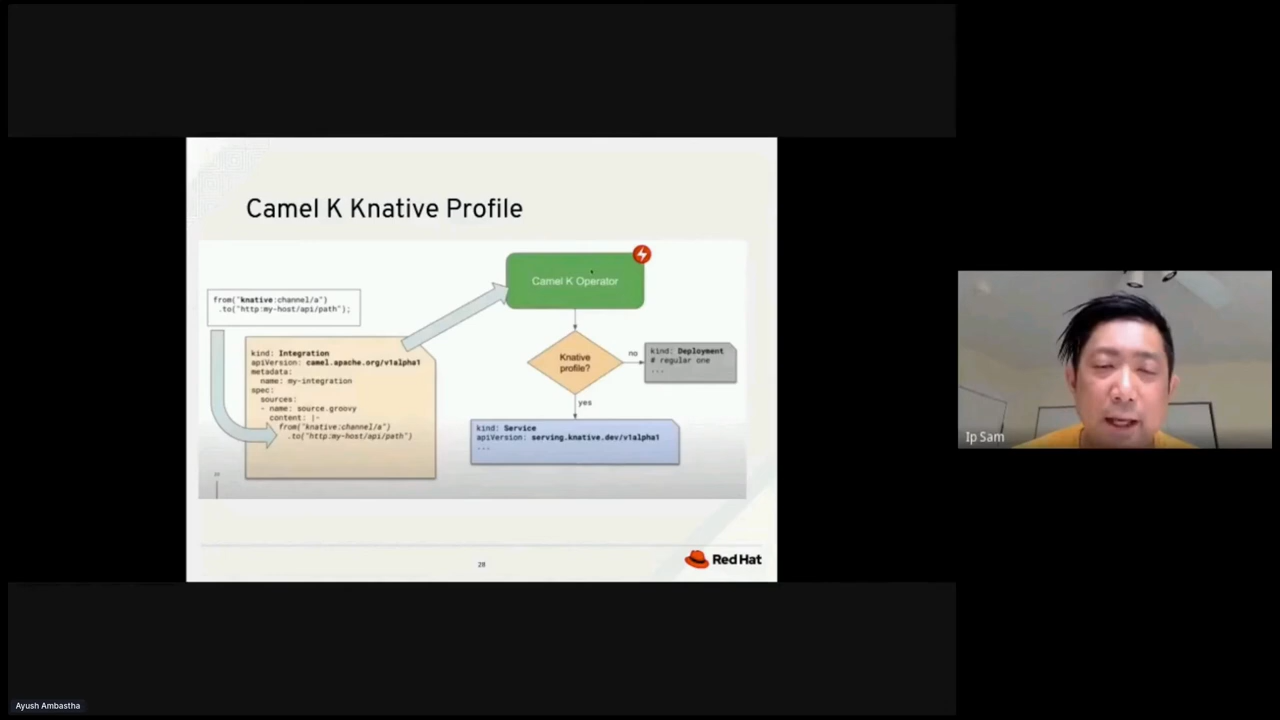 Camel K Knative Profile
from("knative:channel/a")
.to("http:my-host/api/path");
kind: Integration
apiVersion: camel.apache.org/v1alpha1
metadata:
name: my-integration
spec:
sources:
- name: source.groovy
content: |-
from("knative:channel/a")
.to("http:my-host/api/path")
Camel K Operator
Knative
profile?
no
kind: Deployment
# regular one
...
yes
kind: Service
apiVersion: serving.knative.dev/v1alpha1
...
28
Red Hat
Ip Sam
Ayush Ambastha